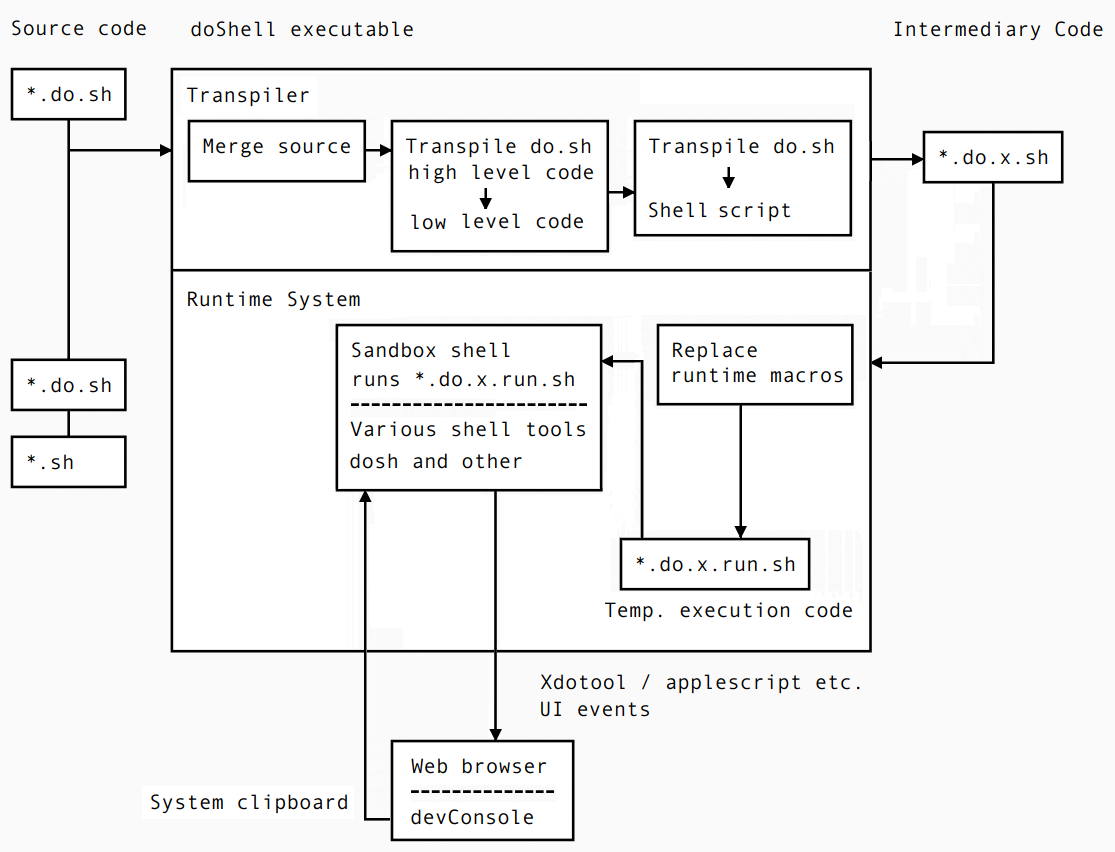 Source code
doShell executable
Intermediary Code
*.do.sh
Transpiler
Merge source
Transpile do.sh
high level code
low level code
Transpile do.sh
Shell script
*.do.x.sh
Runtime System
*.do.sh
*.sh
Sandbox shell
runs *.do.x.run.sh
-----------------------
Various shell tools
dosh and other
Replace
runtime macros
*.do.x.run.sh
Temp. execution code
Xdotool / applescript etc.
UI events
Web browser
--------------
devConsole
System clipboard